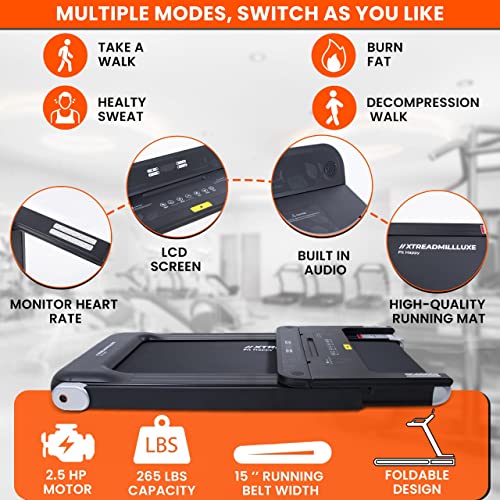 MULTIPLE MODES, SWITCH AS YOU LIKE
TAKE A
WALK
BURN
FAT
HEALTY
SWEAT
DECOMPRESSION
WALK
//XTREADMILLLUXE
Fit Happy
MONITOR HEART
RATE
LCD
SCREEN
BUILT IN
AUDIO
HIGH-QUALITY
RUNNING MAT
LBS
2.5 HP
MOTOR
265 LBS
CAPACITY
15 ’’ RUNNING
BELT WIDTH
FOLDABLE
DESIGN